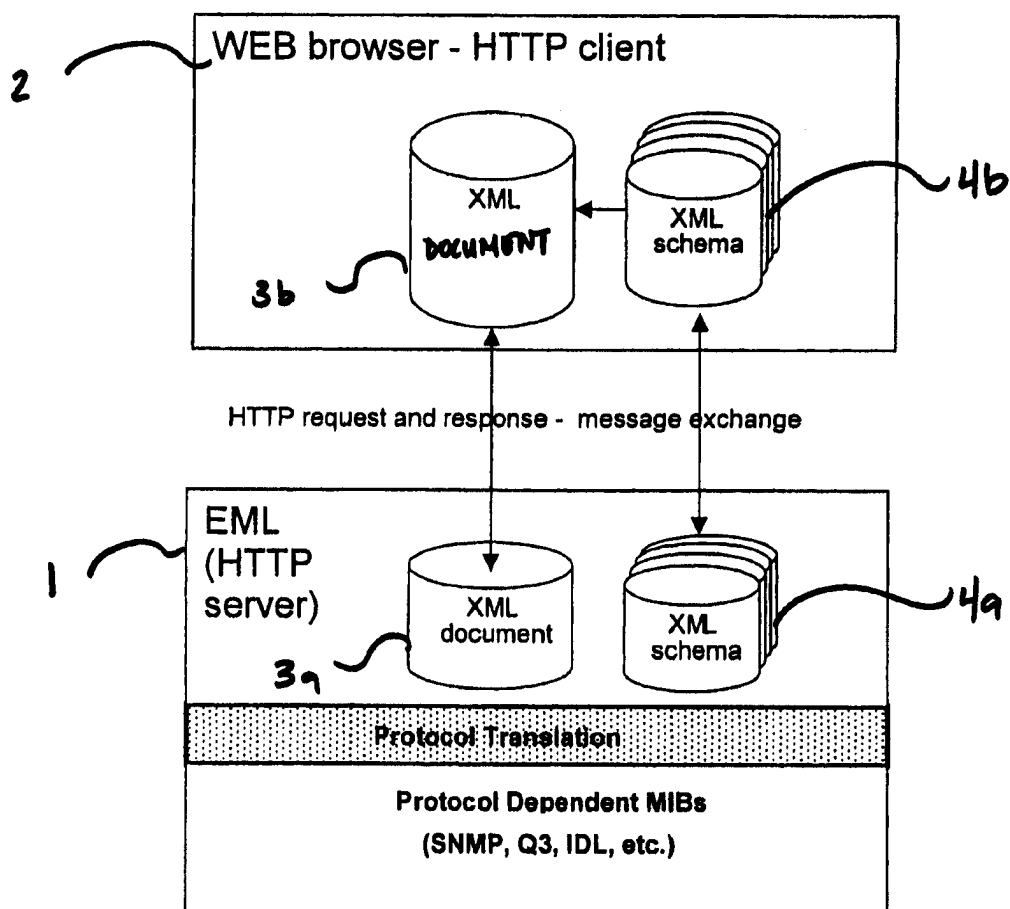 WEB browser - HTTP client
2
XML
DOCUMENT
3b
XML
schema
4b
HTTP request and response - message exchange
EML
(HTTP
server)
1
XML
document
3a
XML
schema
4a
Protocol Translation
Protocol Dependent MIBs
(SNMP, Q3, IDL, etc.)